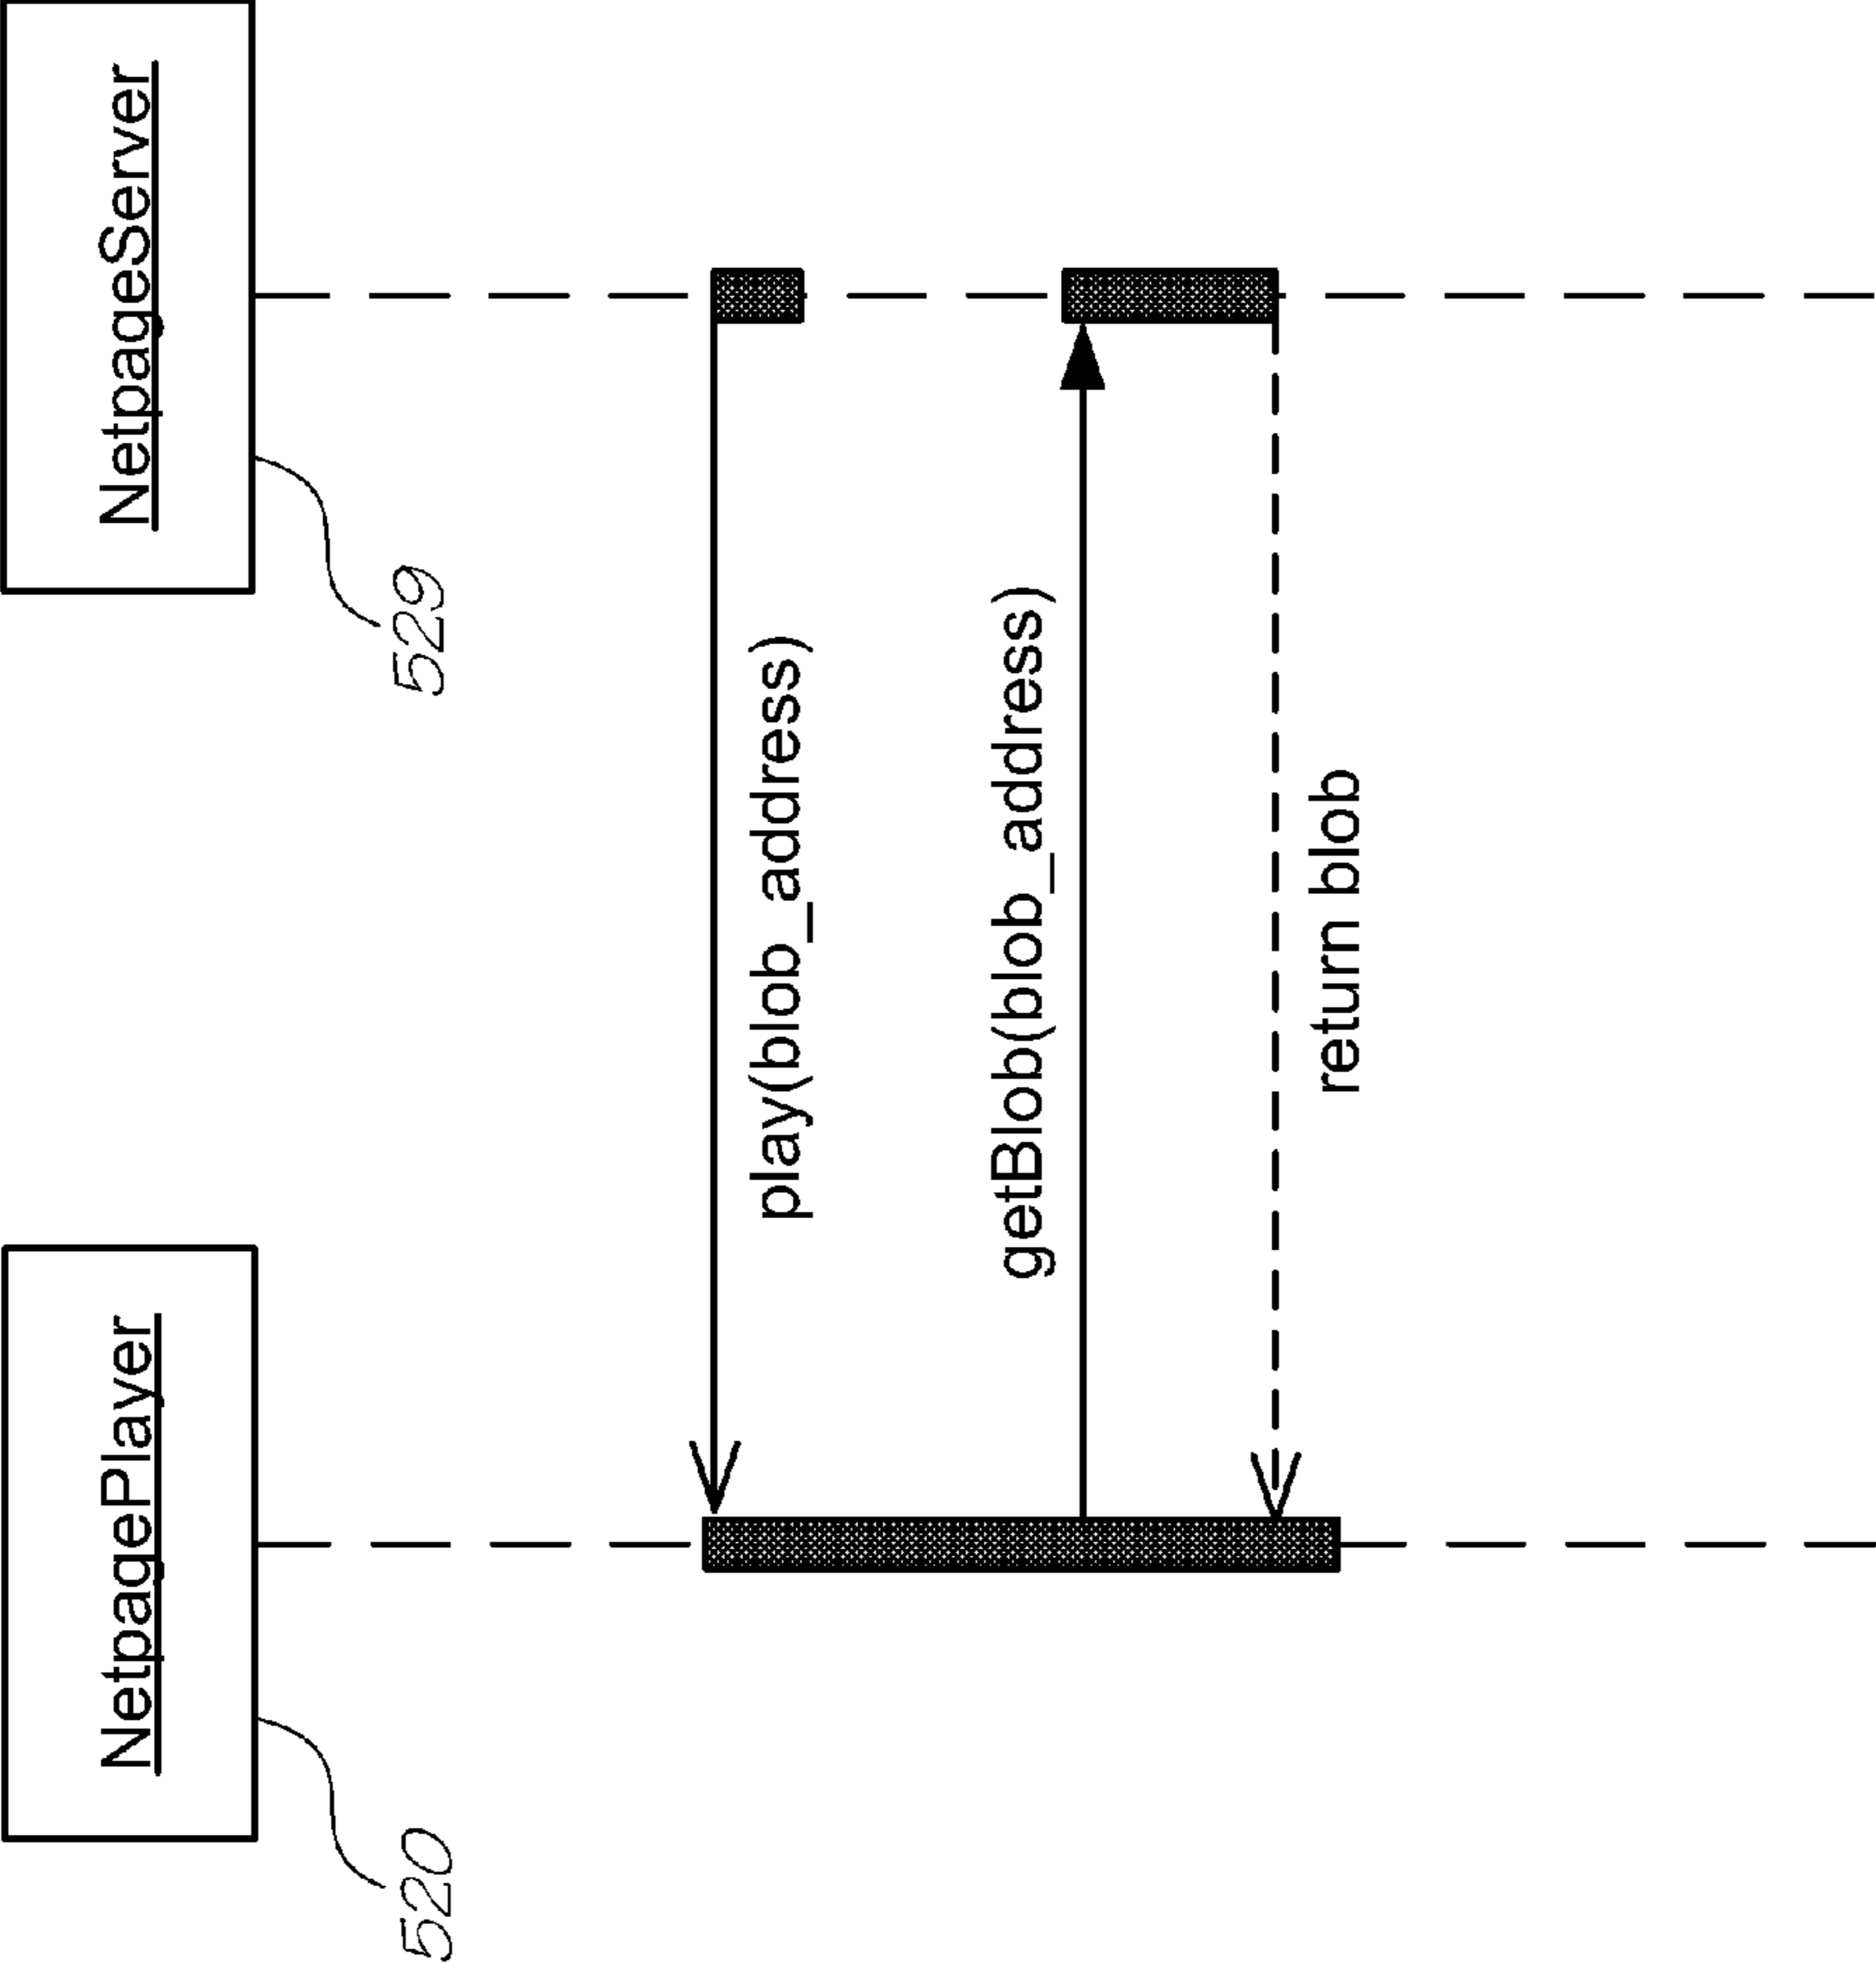 NetpagePlayer
NetpageServer
520
529
play(blob_address)
getBlob(blob_address)
return blob